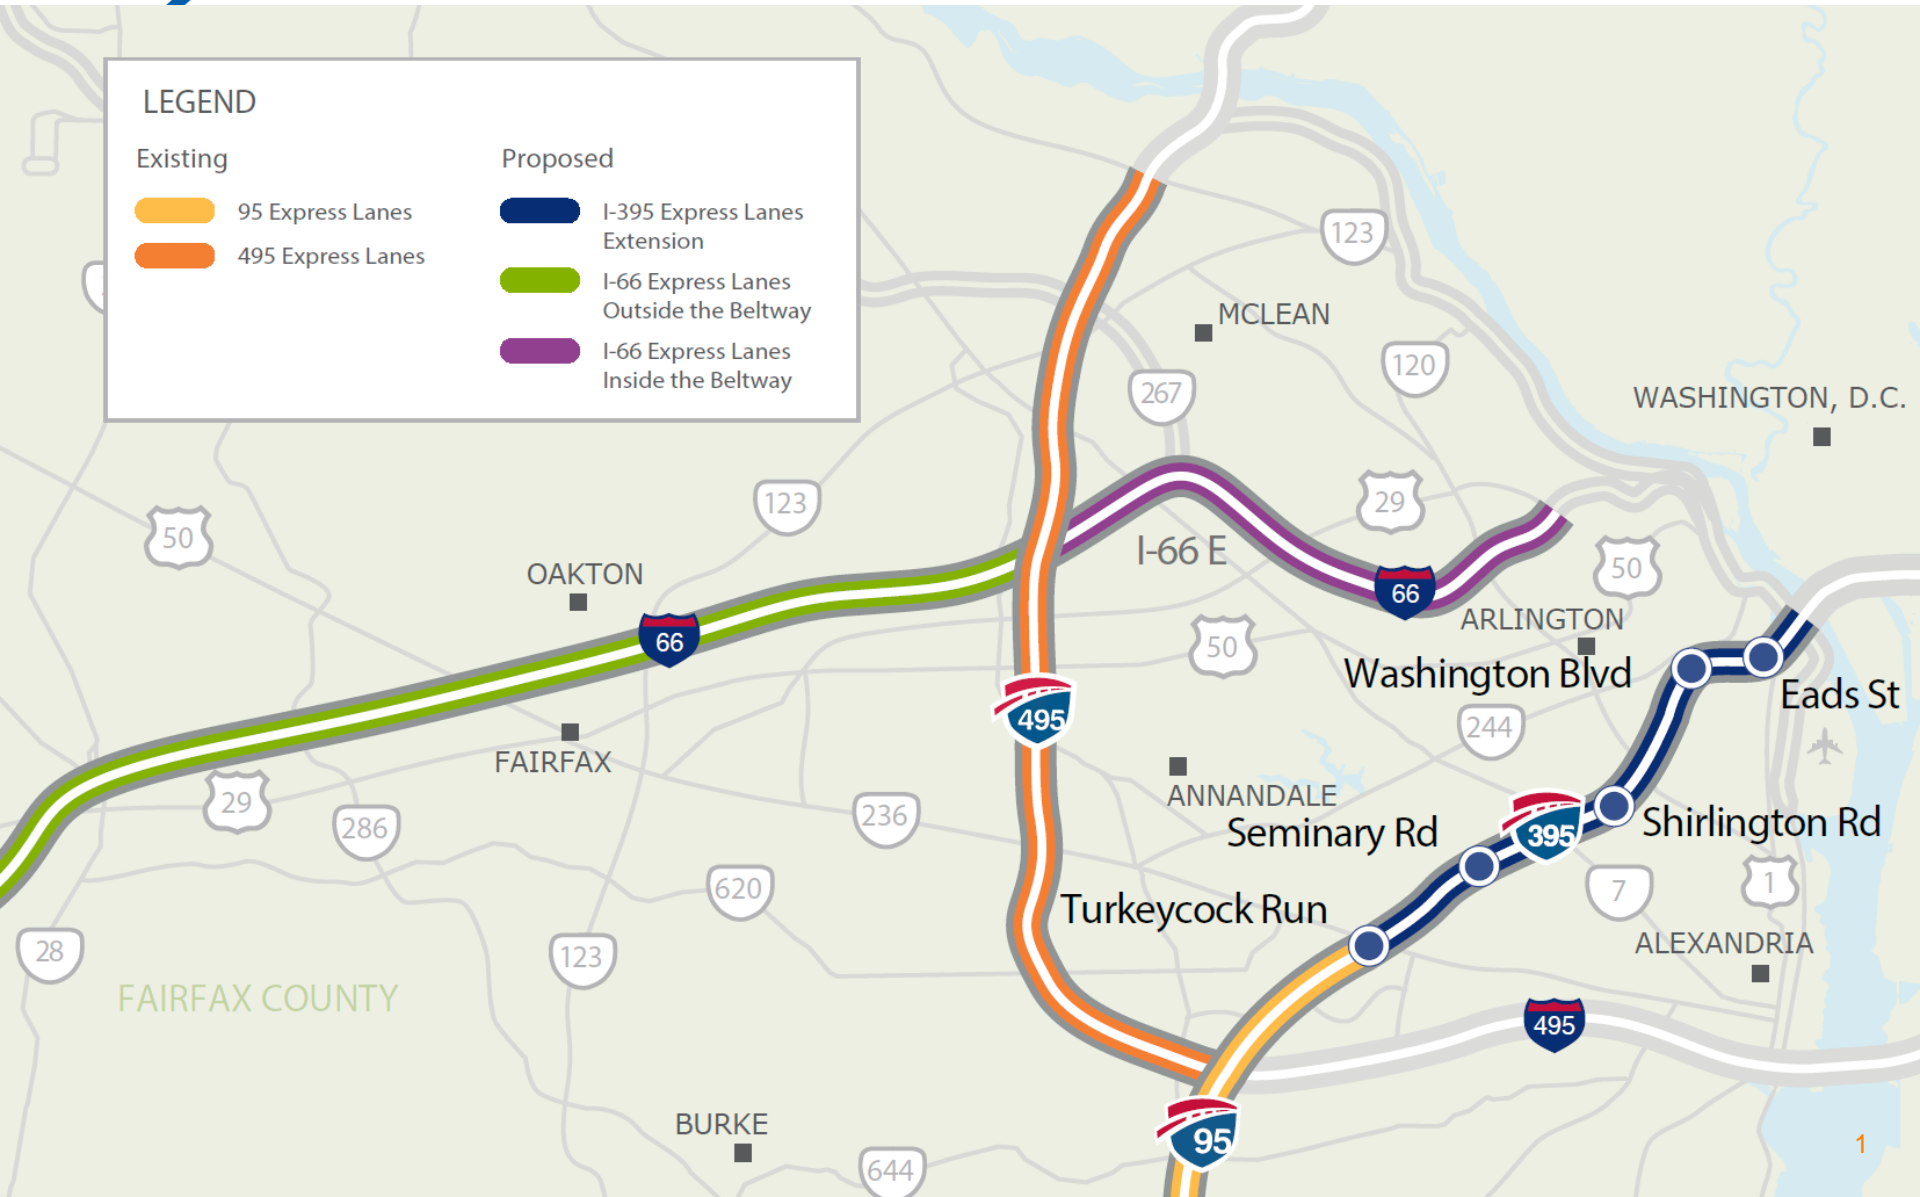 LEGEND
Existing
95 Express Lanes
495 Express Lanes
Proposed
I-395 Express Lanes
Extension
I-66 Express Lanes
Outside the Beltway
I-66 Express Lanes
Inside the Beltway
123
MCLEAN
120
267
WASHINGTON, D.C.
50
123
29
I-66 E
OAKTON
50
66
66
ARLINGTON
50
Washington Blvd
Eads St
495
244
FAIRFAX
29
286
236
ANNANDALE
Seminary Rd
395
Shirlington Rd
620
7
1
Turkeycock Run
28
123
ALEXANDRIA
FAIRFAX COUNTY
495
BURKE
95
644
1